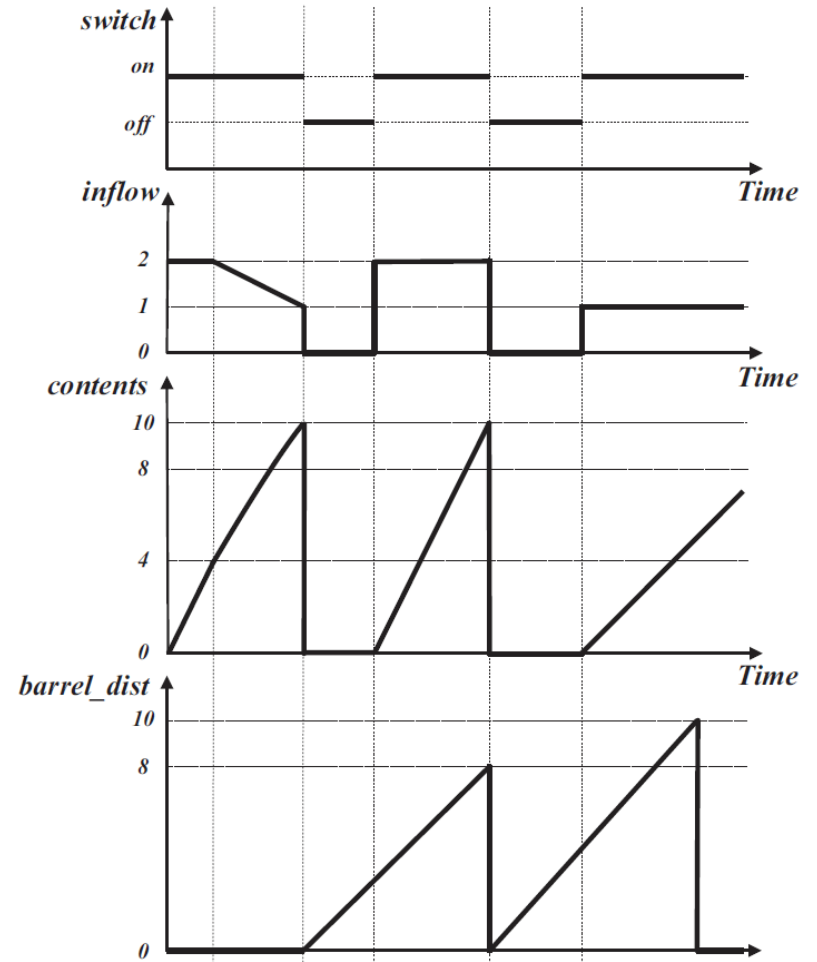 switch
on
off
Time
inflow
2
1
0
Time
contents
10
8
4
0
Time
barrel_dist
10
8
0